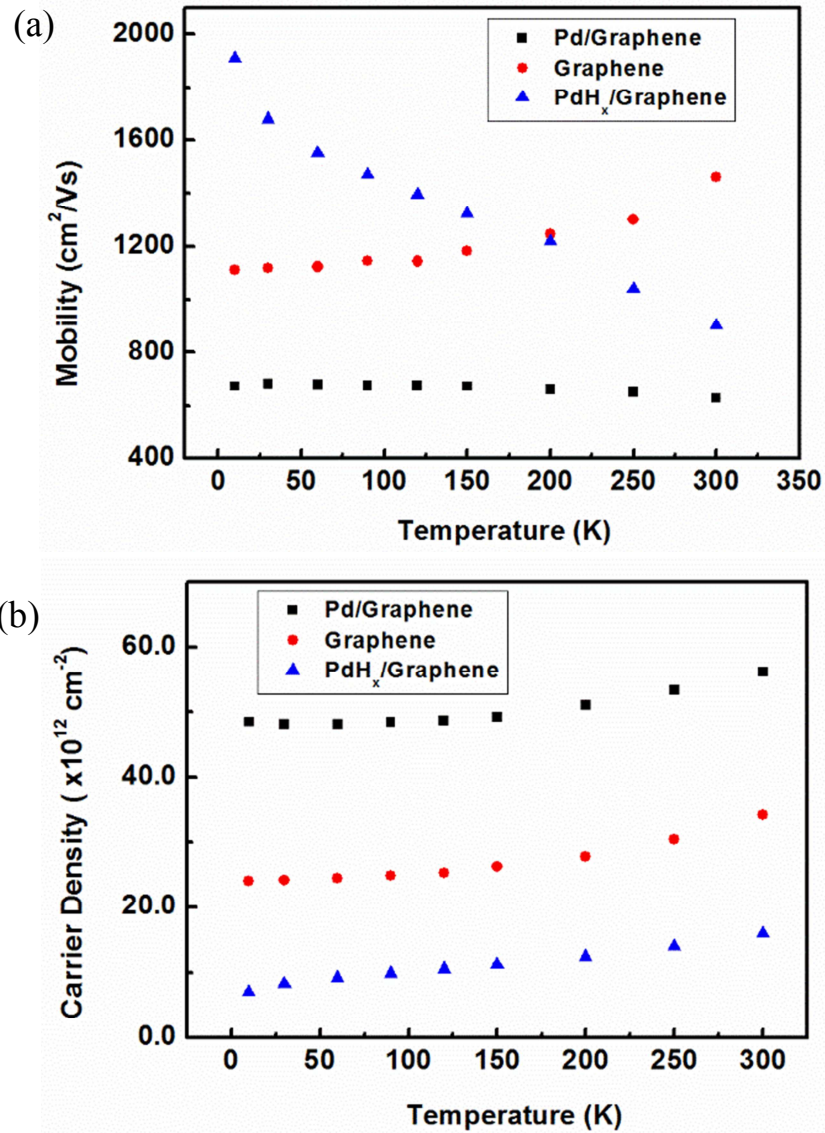 (a)
2000
1600
1200
800
400
Mobility (cm²/Vs)
Pd/Graphene
Graphene
PdHₓ/Graphene
0 50 100 150 200 250 300 350
Temperature (K)
(b)
60.0
40.0
20.0
0.0
Carrier Density ( x10¹² cm⁻²)
Pd/Graphene
Graphene
PdHₓ/Graphene
0 50 100 150 200 250 300
Temperature (K)